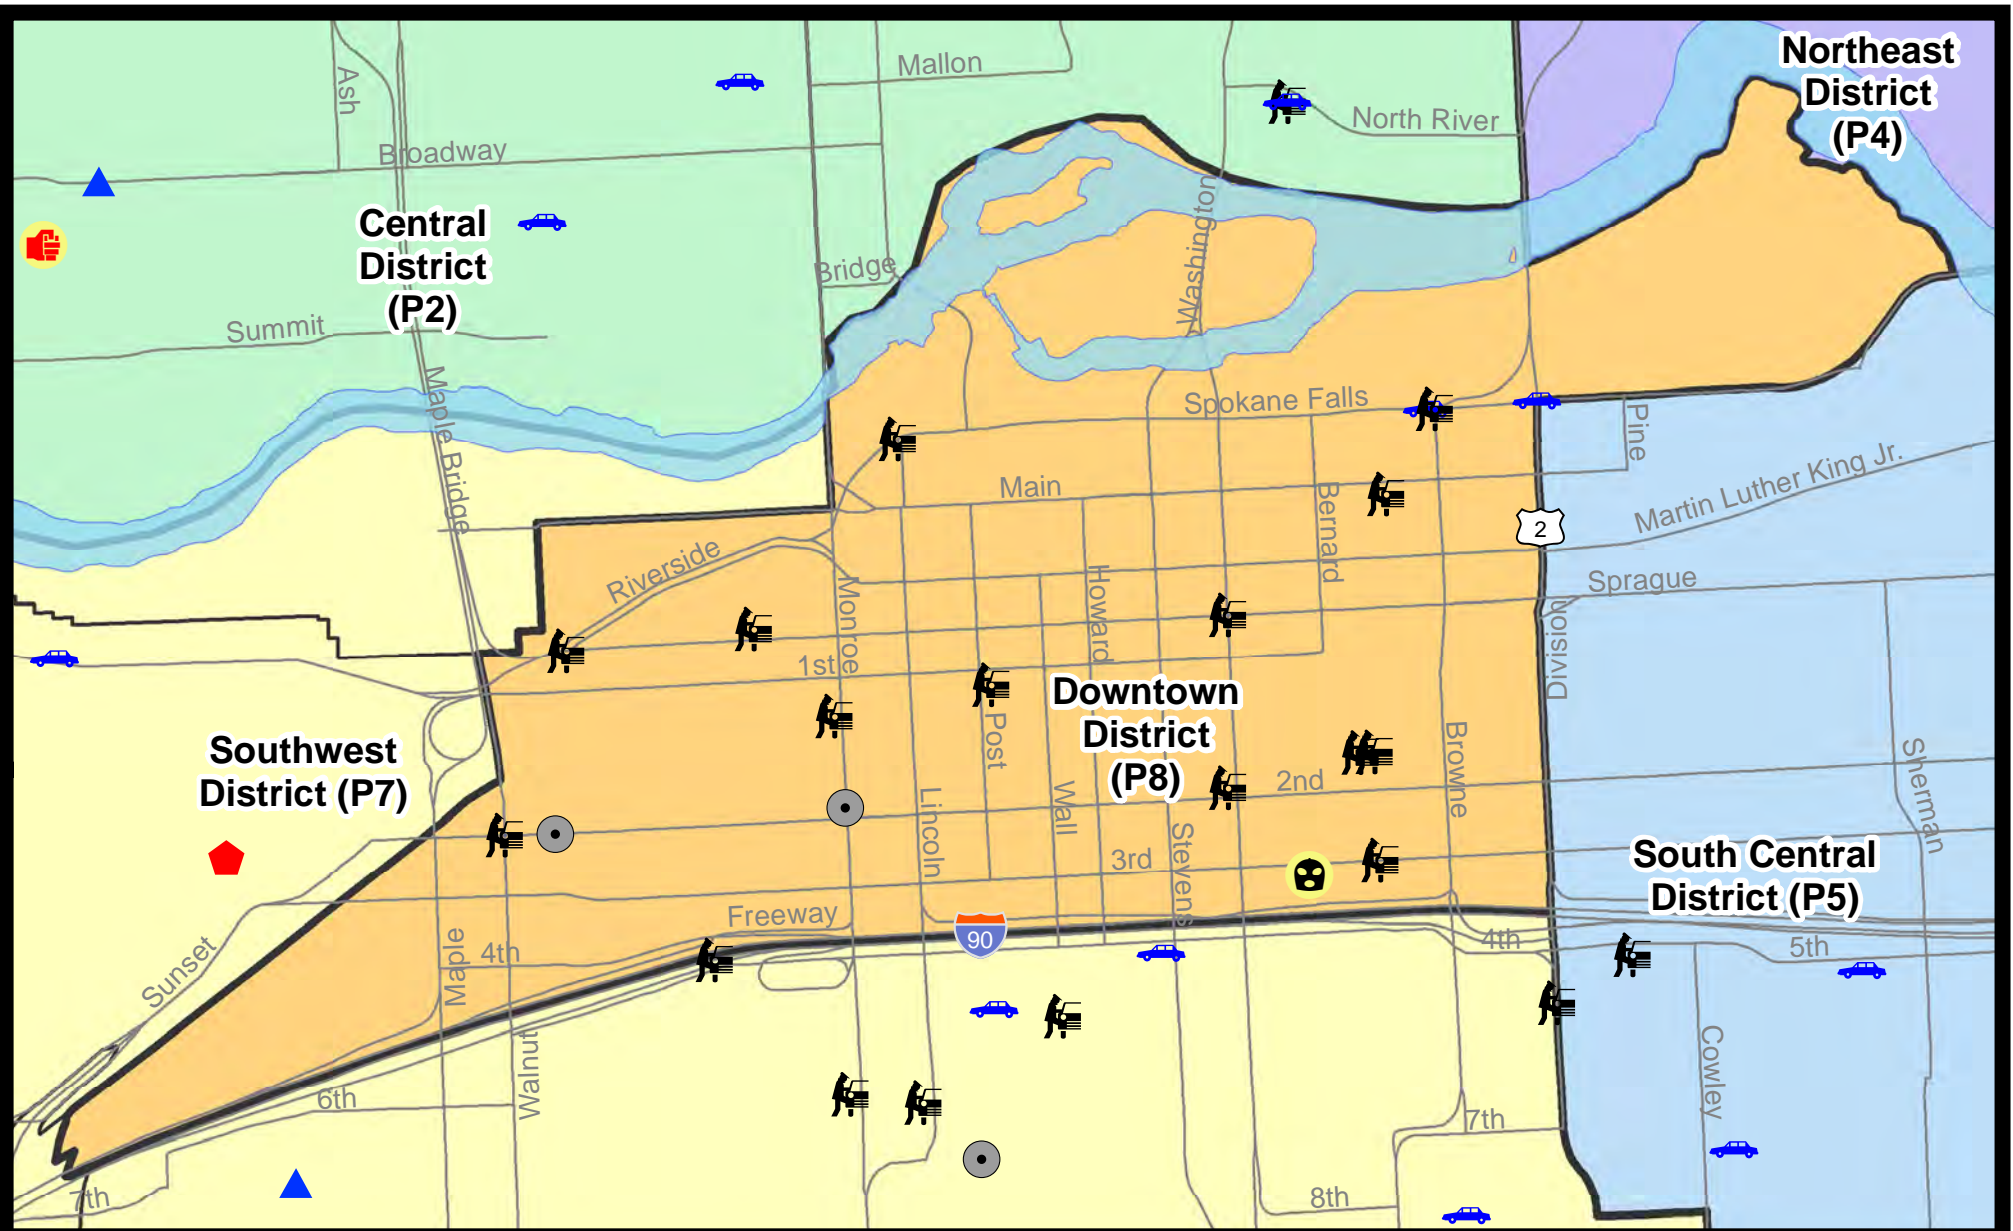 Mallon
Northeast
District
(P4)
Ash
North River
Broadway
Central
District
(P2)
Washington
Bridge
Summit
Maple Bridge
Spokane Falls
Pine
Main
Bernard
Martin Luther King Jr.
2
Riverside
Howard
Sprague
Monroe
Division
1st
Downtown
District
(P8)
Post
Browne
Southwest
District (P7)
2nd
Sherman
Wall
Lincoln
Stevens
3rd
South Central
District (P5)
Freeway
90
4th
4th
5th
Sunset
Maple
Walnut
Cowley
6th
7th
7th
8th